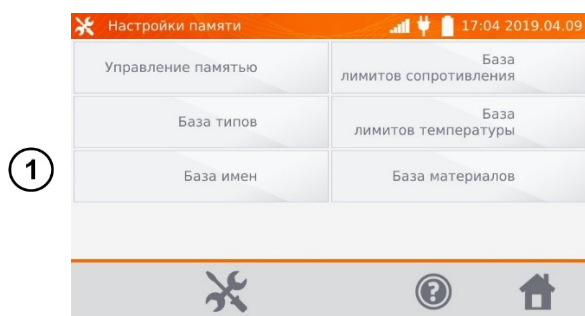 Настройки памяти 17:04 2019.04.09
Управление памятью
База
лимитов сопротивления
База типов
База
лимитов температуры
1
База имен
База материалов
?